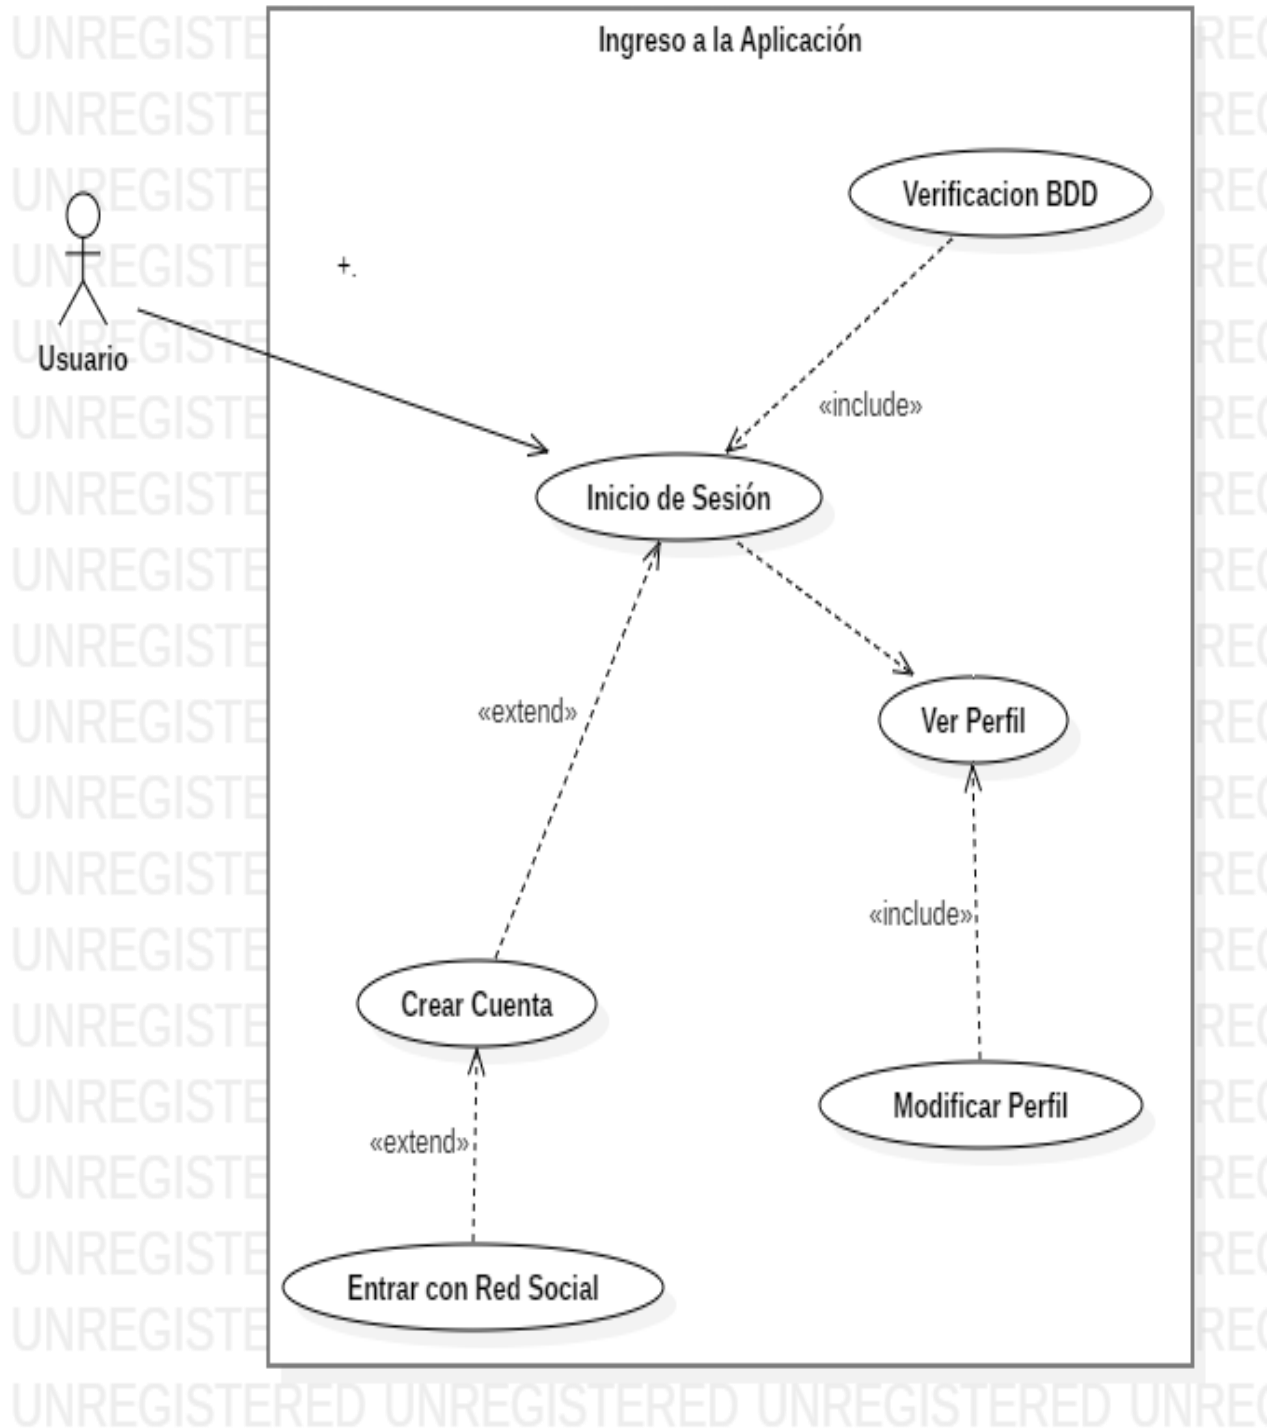 Ingreso a la Aplicación
Verificacion BDD
+.
Usuario
«include»
Inicio de Sesión
«extend»
Ver Perfil
«include»
Crear Cuenta
Modificar Perfil
«extend»
Entrar con Red Social
UNREGISTERED UNREGISTERED UNREGISTERED UNREG